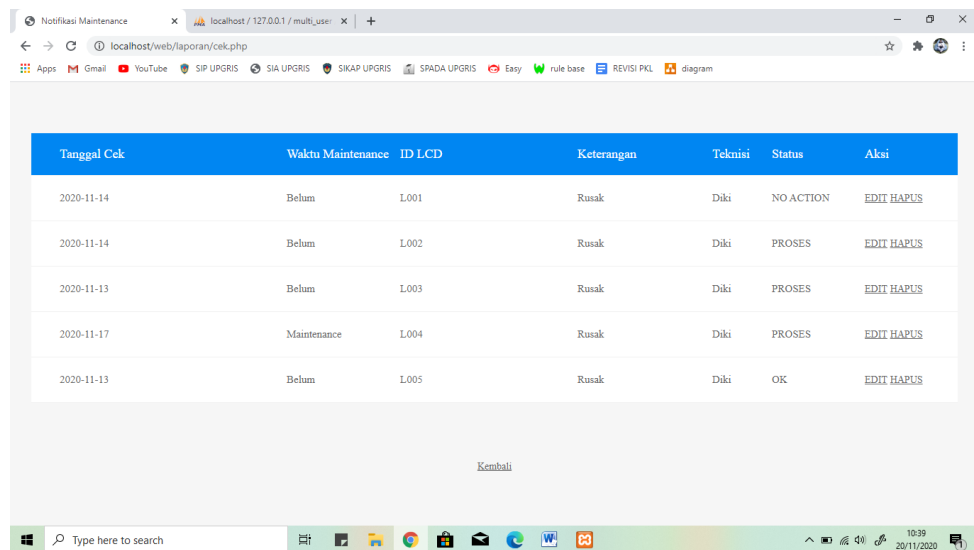 Notifikasi Maintenance
localhost / 127.0.0.1 / multi_user
localhost/web/laporan/cek.php
Apps Gmail YouTube SIP UPGRIS SIA UPGRIS SIKAP UPGRIS SPADA UPGRIS Easy rule base REVISI PKL diagram
Tanggal Cek Waktu Maintenance ID LCD Keterangan Teknisi Status Aksi
2020-11-14 Belum L001 Rusak Diki NO ACTION EDIT HAPUS
2020-11-14 Belum L002 Rusak Diki PROSES EDIT HAPUS
2020-11-13 Belum L003 Rusak Diki PROSES EDIT HAPUS
2020-11-17 Maintenance L004 Rusak Diki PROSES EDIT HAPUS
2020-11-13 Belum L005 Rusak Diki OK EDIT HAPUS
Kembali
Type here to search
10:39
20/11/2020